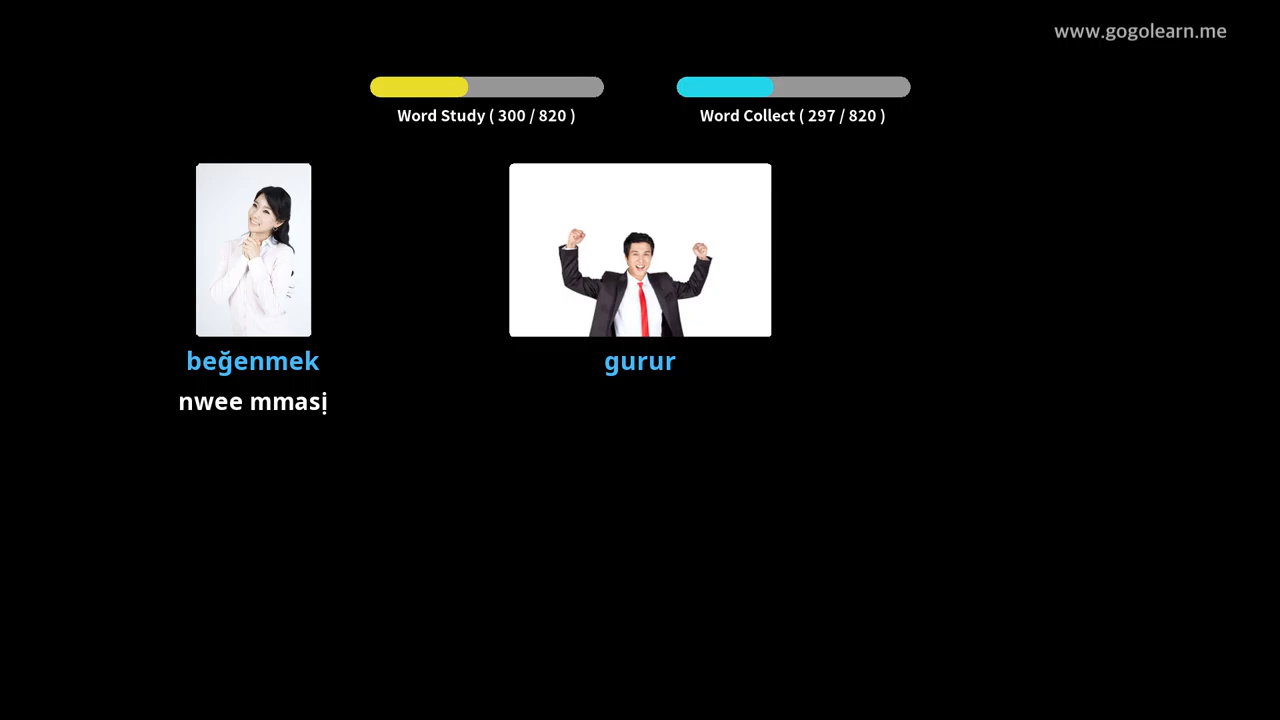 www.gogolearn.me
Word Study ( 300 / 820 )
Word Collect ( 297 / 820 )
beğenmek
gurur
nwee mmasị